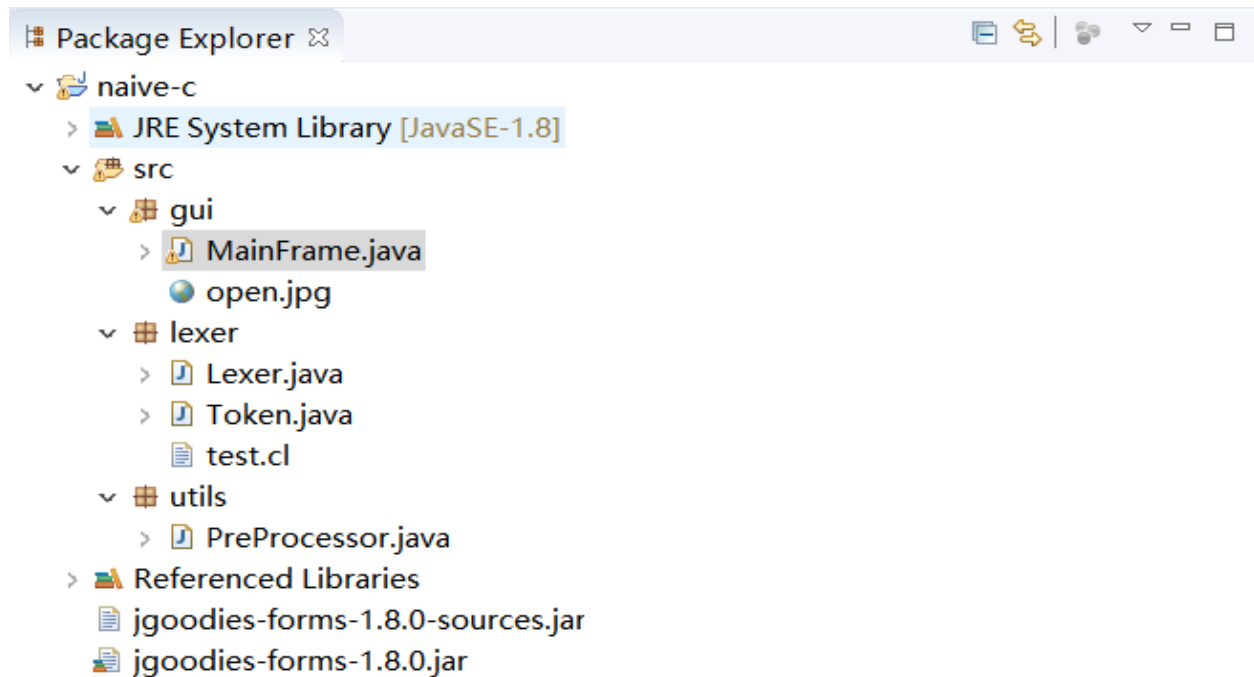 Package Explorer
naive-c
JRE System Library [JavaSE-1.8]
src
gui
MainFrame.java
open.jpg
lexer
Lexer.java
Token.java
test.cl
utils
PreProcessor.java
Referenced Libraries
jgoodies-forms-1.8.0-sources.jar
jgoodies-forms-1.8.0.jar